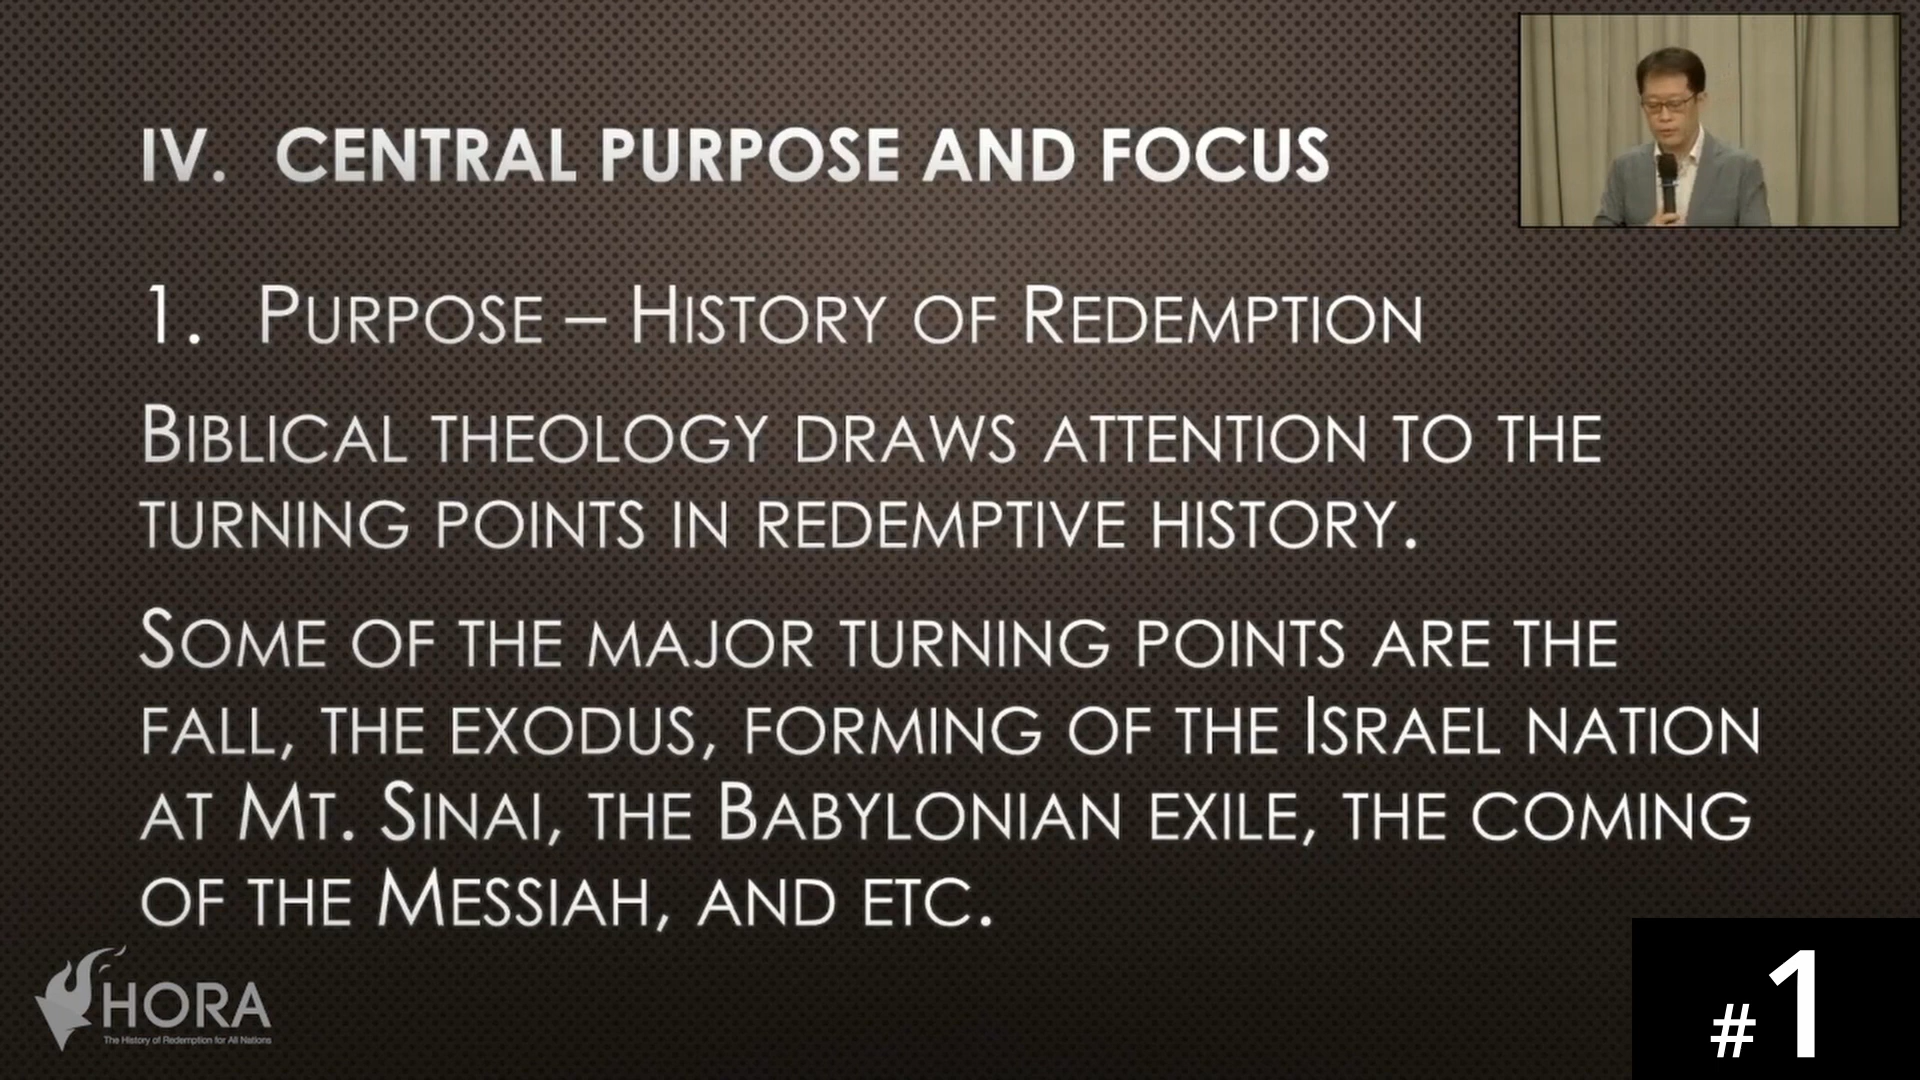 IV. CENTRAL PURPOSE AND FOCUS
1. PURPOSE – HISTORY OF REDEMPTION
BIBLICAL THEOLOGY DRAWS ATTENTION TO THE
TURNING POINTS IN REDEMPTIVE HISTORY.
SOME OF THE MAJOR TURNING POINTS ARE THE
FALL, THE EXODUS, FORMING OF THE ISRAEL NATION
AT MT. SINAI, THE BABYLONIAN EXILE, THE COMING
OF THE MESSIAH, AND ETC.
HORA
The History of Redemption for All Nations
#1